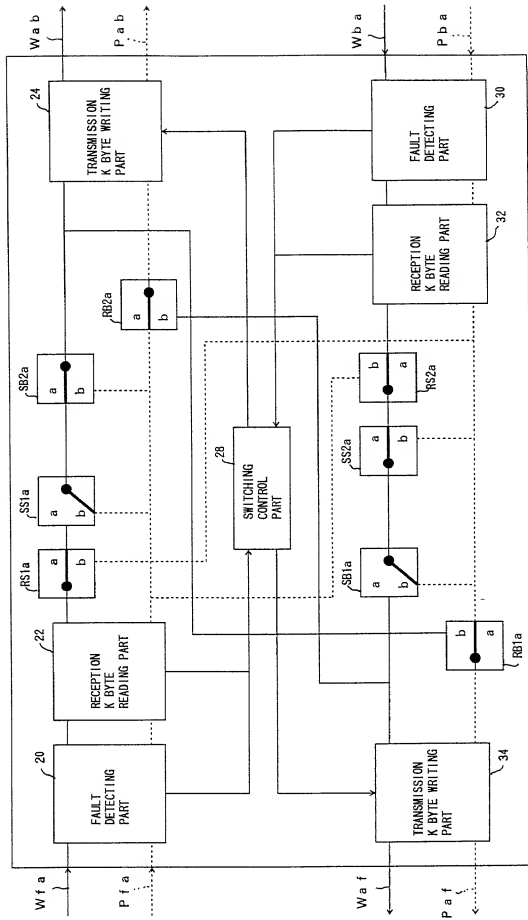 Wab
Pab
Wba
Pba
24
TRANSMISSION
K BYTE WRITING
PART
30
FAULT
DETECTING
PART
32
RECEPTION
K BYTE
READING PART
RB2a
a
b
SB2a
a
b
SS1a
a
b
RS1a
a
b
28
SWITCHING
CONTROL
PART
RS2a
b
a
SS2a
a
b
SB1a
a
b
RB1a
b
a
22
RECEPTION
K BYTE
READING PART
20
FAULT
DETECTING
PART
34
TRANSMISSION
K BYTE WRITING
PART
Wfa
Pfa
Waf
Paf